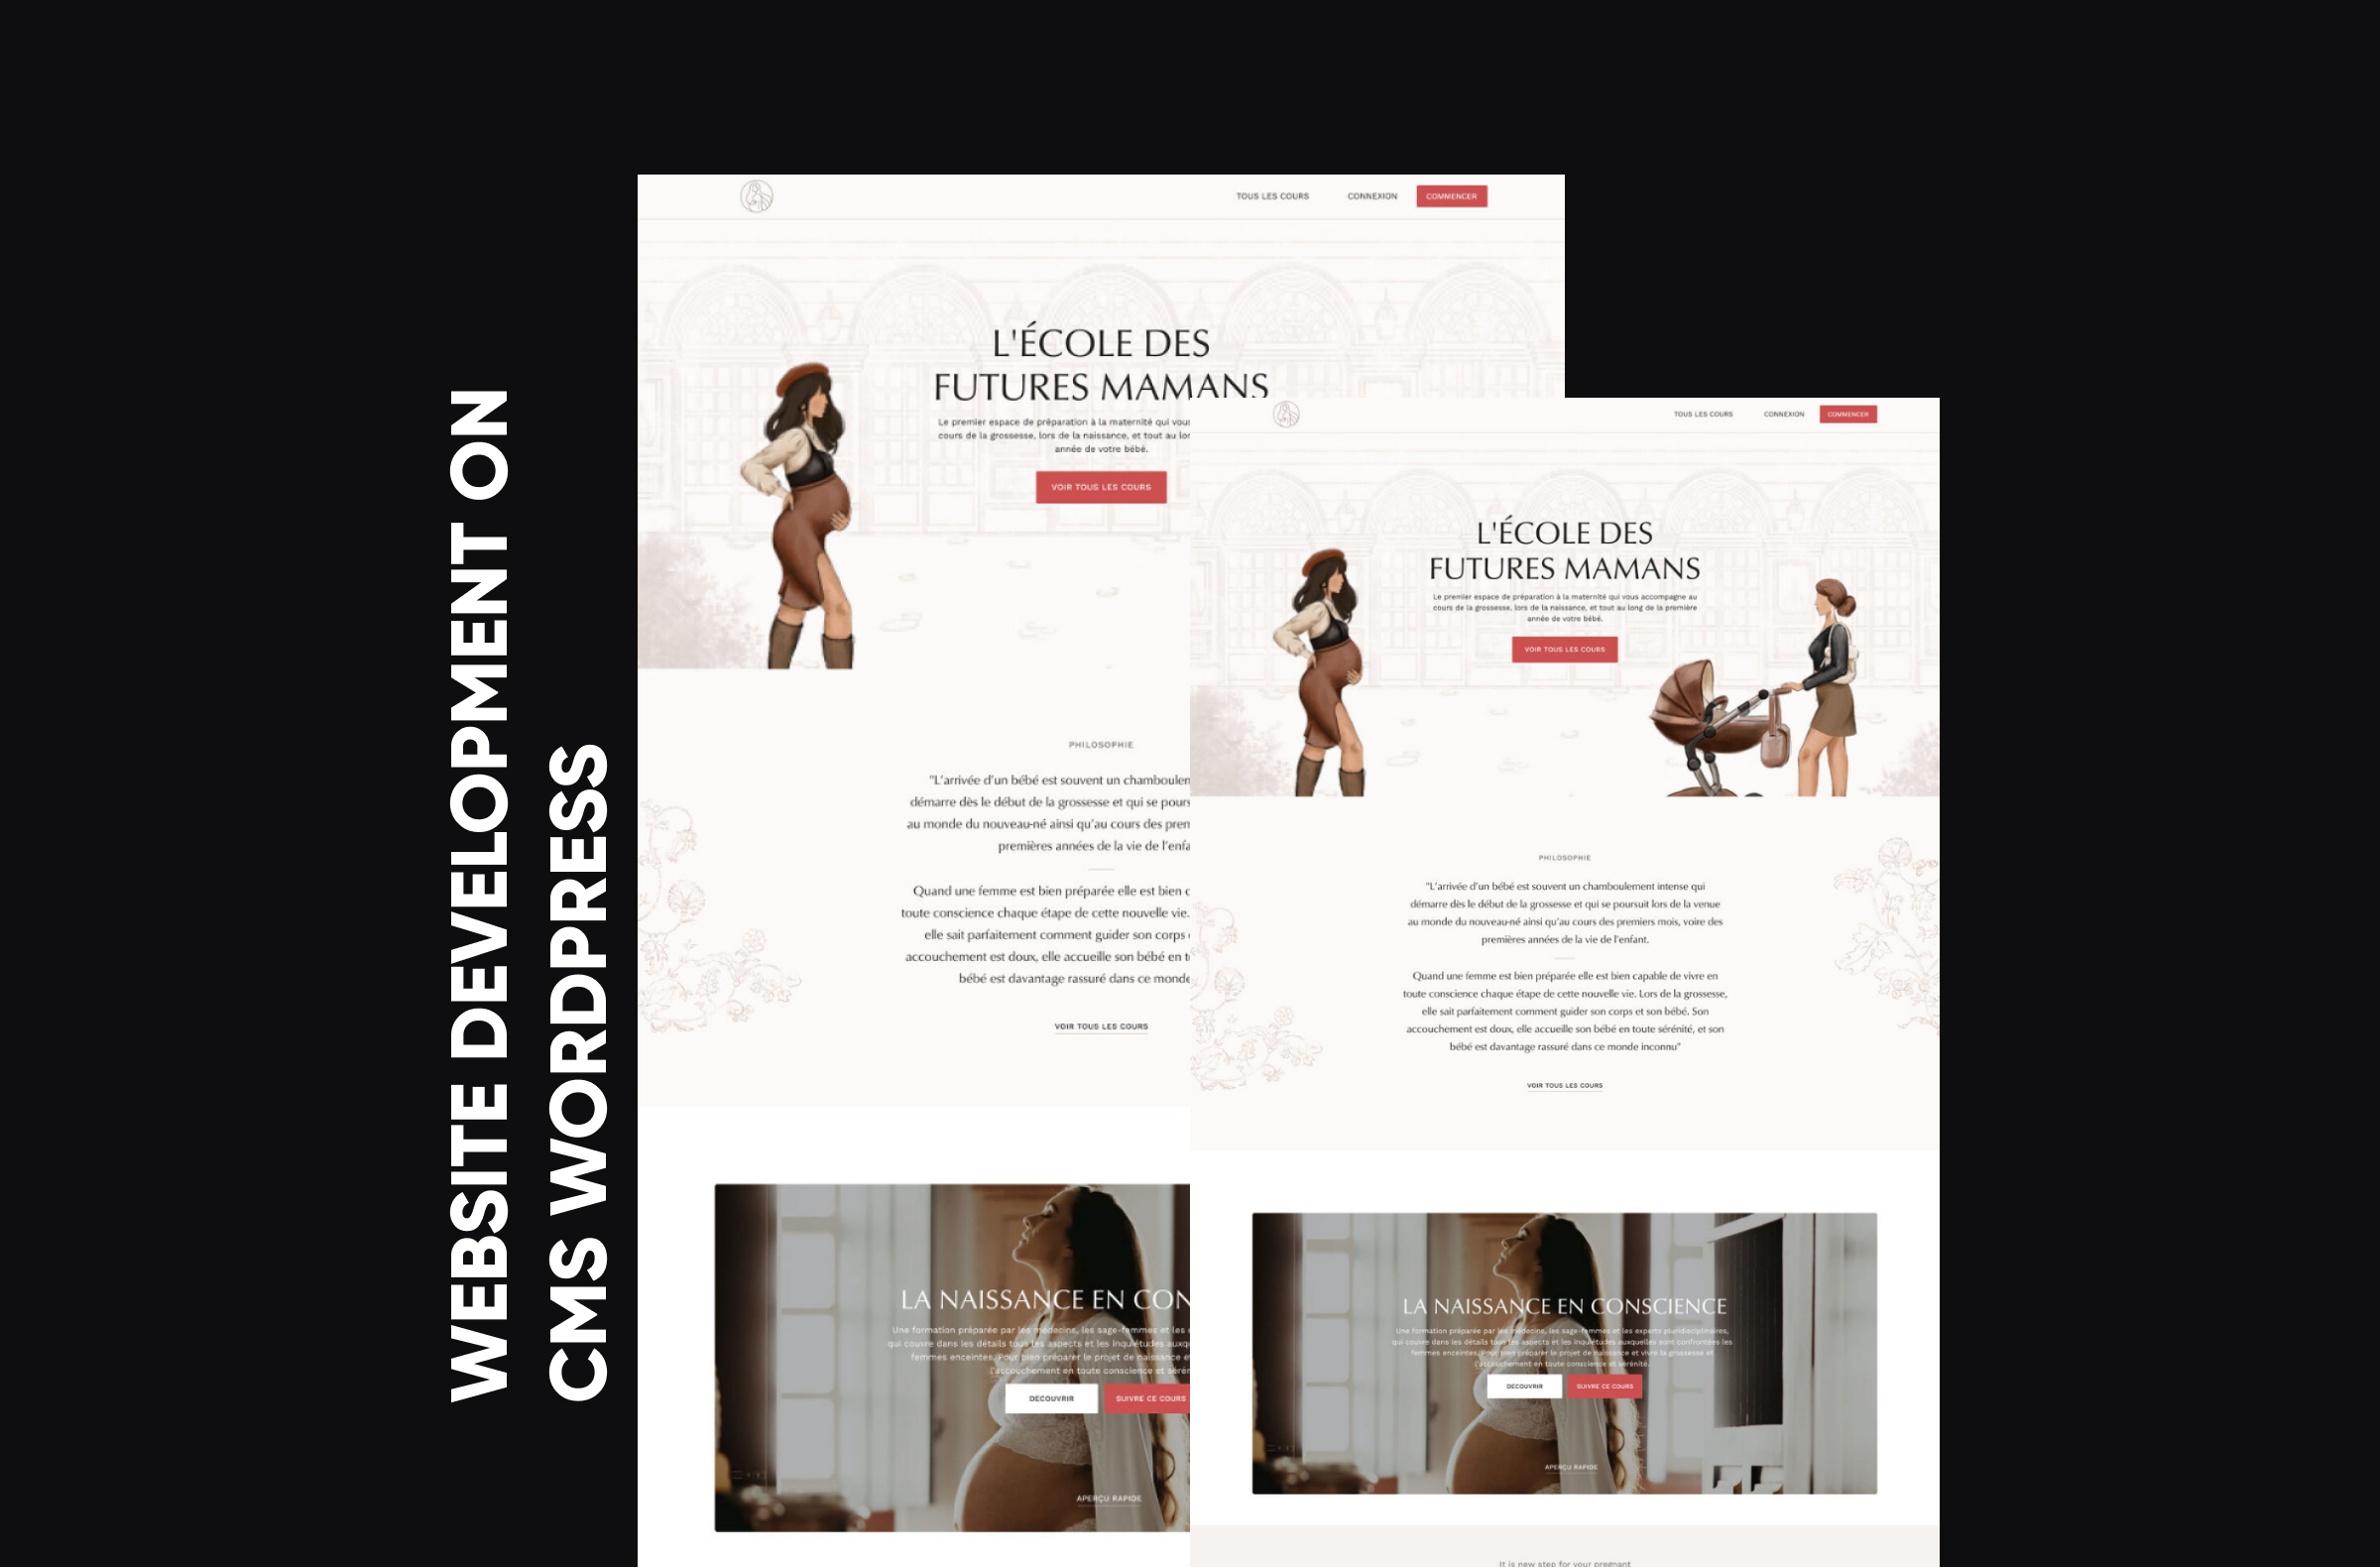 WEBSITE DEVELOPMENT ON
CMS WORDPRESS
TOUS LES COURS
CONNEXION
COMMENCER
L'ÉCOLE DES
FUTURES MAMANS
Le premier espace de préparation à la maternité qui vous
cours de la grossesse, lors de la naissance, et tout au lon
année de votre bébé.
VOIR TOUS LES COURS
PHILOSOPHIE
"L'arrivée d'un bébé est souvent un chamboulem
démarre dès le début de la grossesse et qui se pours
au monde du nouveau-né ainsi qu'au cours des prem
premières années de la vie de l'enfa
Quand une femme est bien préparée elle est bien c
toute conscience chaque étape de cette nouvelle vie.
elle sait parfaitement comment guider son corps
accouchement est doux, elle accueille son bébé en t
bébé est davantage rassuré dans ce monde
VOIR TOUS LES COURS
LA NAISSANCE EN CON
Une formation préparée par les médecins, les sage-femmes et les
qui couvre dans les détails tous les aspects et les inquiétudes auxq
femmes enceintes. Pour bien préparer le projet de naissance et
l'accouchement en toute conscience et sérén
DECOUVRIR
SUIVRE CE COURS
APERÇU RAPIDE
TOUS LES COURS
CONNEXION
COMMENCER
L'ÉCOLE DES
FUTURES MAMANS
Le premier espace de préparation à la maternité qui vous accompagne au
cours de la grossesse, lors de la naissance, et tout au long de la première
année de votre bébé.
VOIR TOUS LES COURS
PHILOSOPHIE
"L'arrivée d'un bébé est souvent un chamboulement intense qui
démarre dès le début de la grossesse et qui se poursuit lors de la venue
au monde du nouveau-né ainsi qu'au cours des premiers mois, voire des
premières années de la vie de l'enfant.
Quand une femme est bien préparée elle est bien capable de vivre en
toute conscience chaque étape de cette nouvelle vie. Lors de la grossesse,
elle sait parfaitement comment guider son corps et son bébé. Son
accouchement est doux, elle accueille son bébé en toute sérénité, et son
bébé est davantage rassuré dans ce monde inconnu"
VOIR TOUS LES COURS
LA NAISSANCE EN CONSCIENCE
Une formation préparée par les médecins, les sage-femmes et les experts pluridisciplinaires,
qui couvre dans les détails tous les aspects et les inquiétudes auxquelles sont confrontées les
femmes enceintes. Pour bien préparer le projet de naissance et vivre la grossesse et
l'accouchement en toute conscience et sérénité.
DECOUVRIR
SUIVRE CE COURS
APERÇU RAPIDE
It is new step for your pregnant